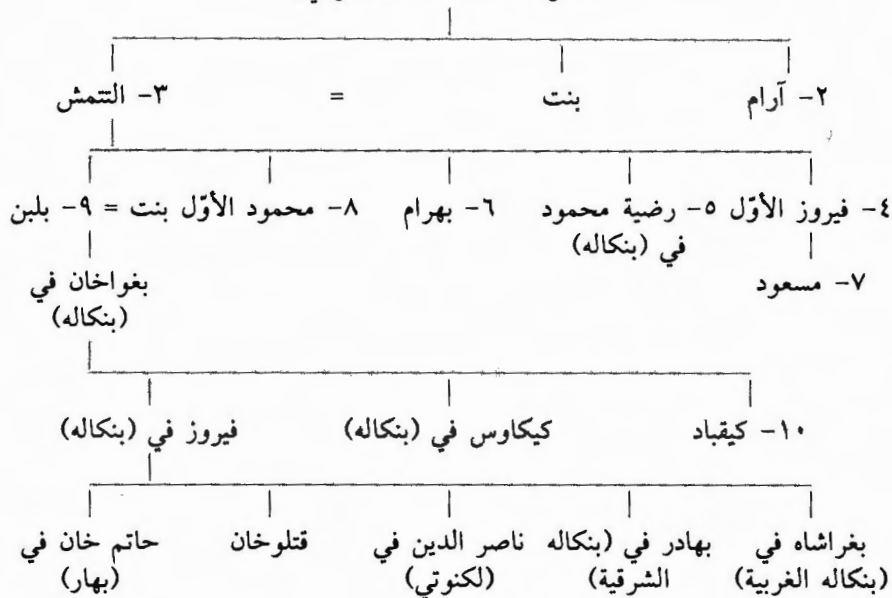 ٢- آرام بنت = ٣- التتمش
٤- فيروز الأوّل ٥- رضية محمود ٦- بهرام ٨- محمود الأوّل بنت = ٩- بلبن
في (بنكاله)
٧- مسعود بغواخان في
(بنكاله)
١٠- كيقباد كيكاوس في (بنكاله) فيروز في (بنكاله)
بغراشاه في بهادر في (بنكاله ناصر الدين في قتلوخان حاتم خان في
(بنكاله الغربية) الشرقية) (لكنوتي) (بهار)